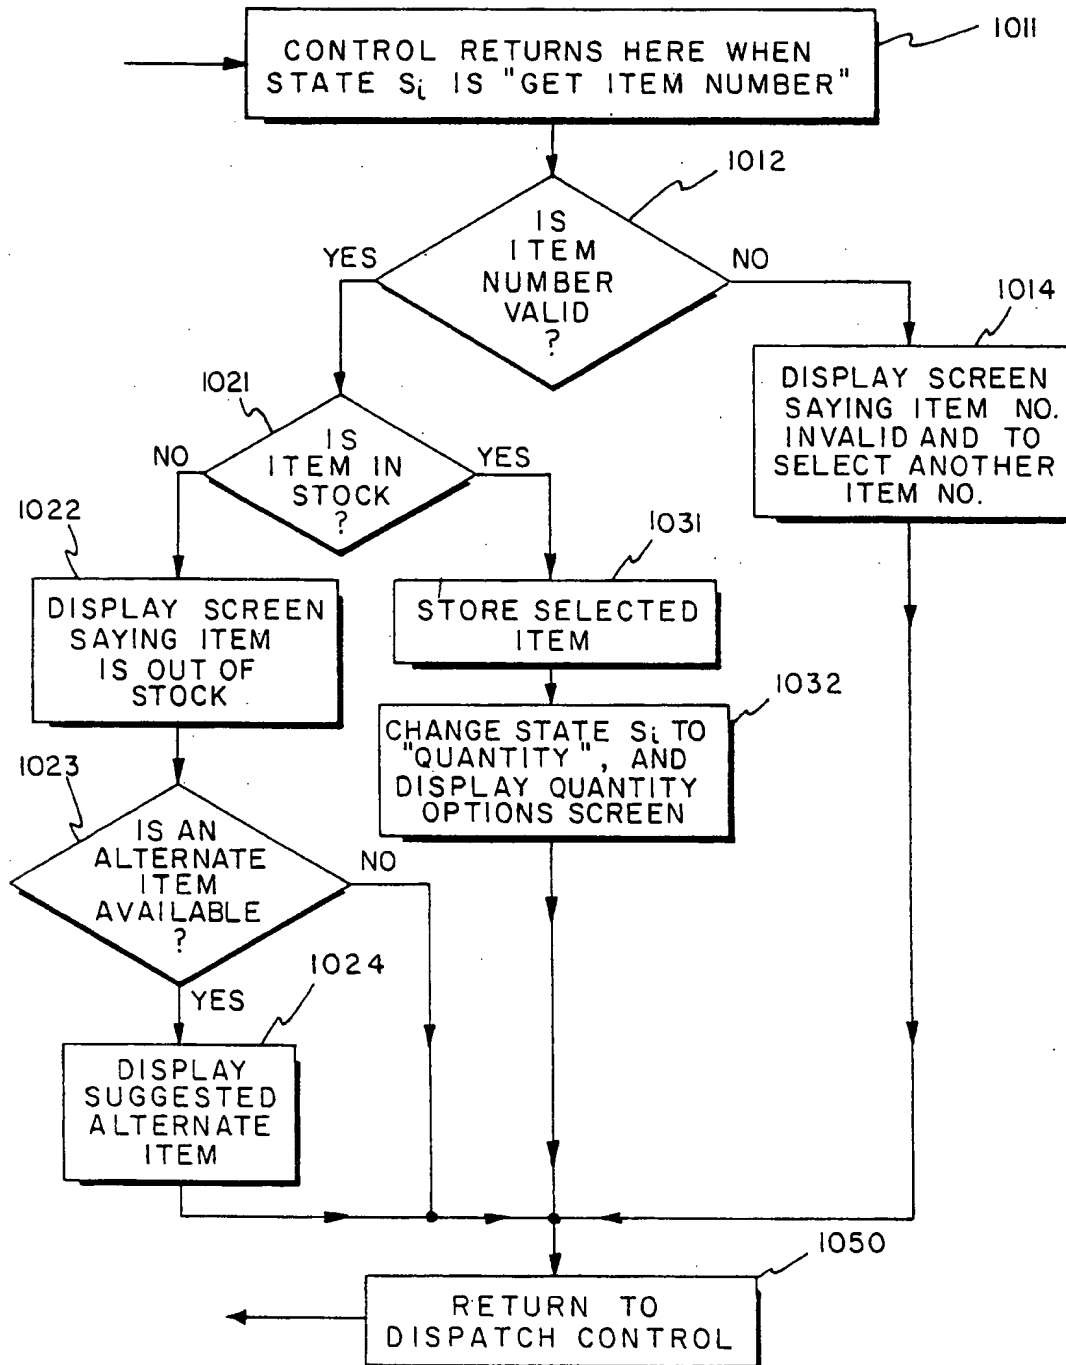 1011
CONTROL RETURNS HERE WHEN
STATE Si IS "GET ITEM NUMBER"
1012
IS
ITEM
NUMBER
VALID
?
YES
NO
1014
DISPLAY SCREEN
SAYING ITEM NO.
INVALID AND TO
SELECT ANOTHER
ITEM NO.
1021
IS
ITEM IN
STOCK
?
NO
YES
1022
DISPLAY SCREEN
SAYING ITEM
IS OUT OF
STOCK
1031
STORE SELECTED
ITEM
1032
CHANGE STATE Si TO
"QUANTITY", AND
DISPLAY QUANTITY
OPTIONS SCREEN
1023
IS AN
ALTERNATE
ITEM
AVAILABLE
?
NO
YES
1024
DISPLAY
SUGGESTED
ALTERNATE
ITEM
1050
RETURN TO
DISPATCH CONTROL